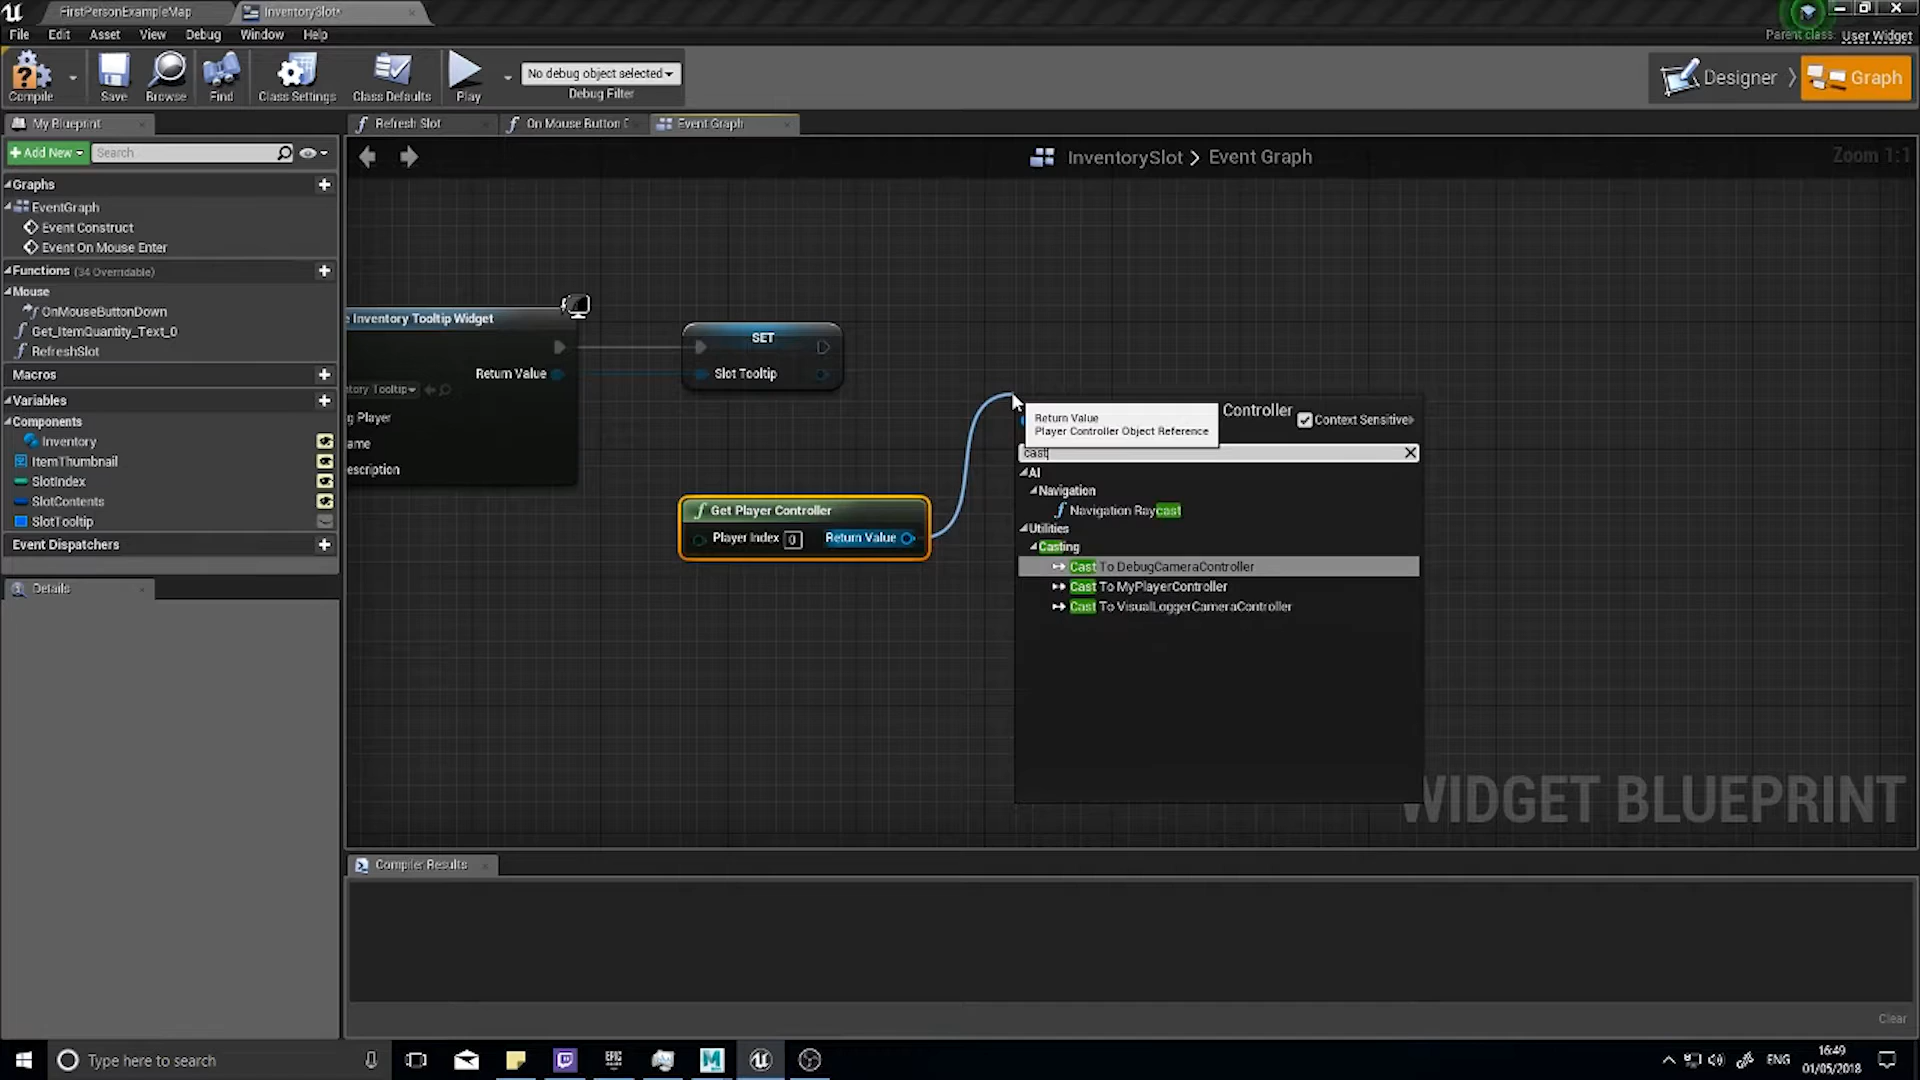 FirstPersonExampleMap
InventorySlot*
File Edit Asset View Debug Window Help
Parent class: User Widget
Compile
Save
Browse
Find
Class Settings
Class Defaults
Play
No debug object selected
Debug Filter
Designer
Graph
My Blueprint
Refresh Slot
On Mouse Button
Event Graph
Add New
Search
InventorySlot > Event Graph
Zoom 1:1
Graphs
EventGraph
Event Construct
Event On Mouse Enter
Functions (34 Overridable)
Mouse
OnMouseButtonDown
Get_ItemQuantity_Text_0
RefreshSlot
Macros
Variables
Components
Inventory
ItemThumbnail
SlotIndex
SlotContents
SlotTooltip
Event Dispatchers
Details
e Inventory Tooltip Widget
Return Value
tory Tooltip
g Player
ame
escription
SET
Slot Tooltip
Get Player Controller
Player Index 0
Return Value
Return Value
Player Controller Object Reference
Controller
Context Sensitive
cast
AI
Navigation
Navigation Raycast
Utilities
Casting
Cast To DebugCameraController
Cast To MyPlayerController
Cast To VisualLoggerCameraController
WIDGET BLUEPRINT
Compiler Results
Clear
Type here to search
EPIC
ENG
16:49
01/05/2018